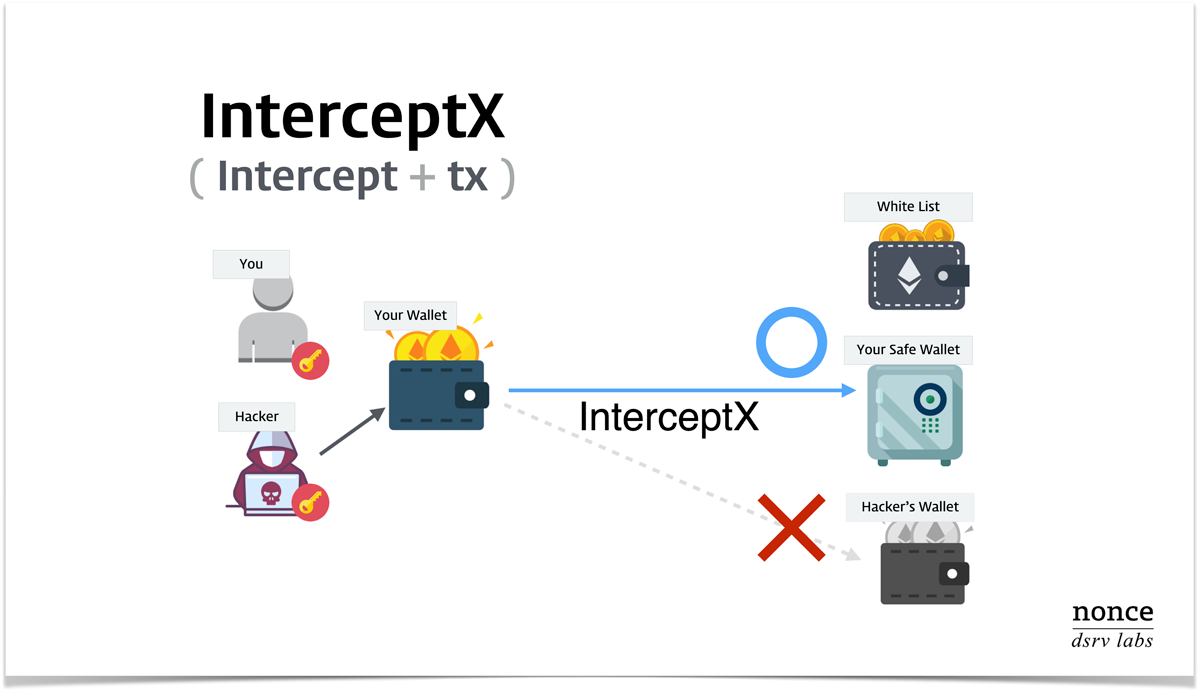 InterceptX
( Intercept + tx )
White List
You
Your Wallet
Your Safe Wallet
Hacker
InterceptX
Hacker's Wallet
nonce
dsrv labs